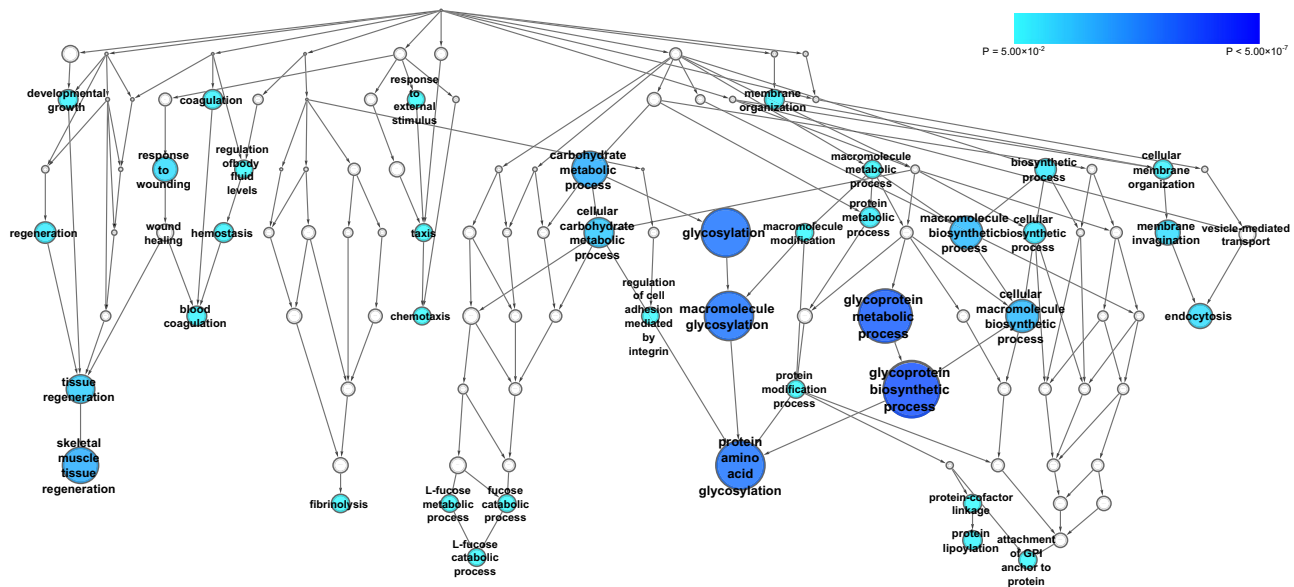 P = 5.00×10⁻²
P < 5.00×10⁻⁷
developmental
growth
coagulation
response
to
external
stimulus
membrane
organization
response
to
wounding
regulation
ofbody
fluid
levels
carbohydrate
metabolic
process
macromolecule
metabolic
process
biosynthetic
process
cellular
membrane
organization
regeneration
wound
healing
hemostasis
taxis
cellular
carbohydrate
metabolic
process
glycosylation
macromolecule
modification
protein
metabolic
process
macromolecule
biosynthetic
process
cellular
biosynthetic
process
membrane
invagination
vesicle-mediated
transport
blood
coagulation
chemotaxis
regulation of cell
adhesion
mediated
by
integrin
macromolecule
glycosylation
glycoprotein
metabolic
process
cellular
macromolecule
biosynthetic
process
endocytosis
tissue
regeneration
protein
modification
process
glycoprotein
biosynthetic
process
skeletal
muscle
tissue
regeneration
protein
amino
acid
glycosylation
fibrinolysis
L-fucose
metabolic
process
fucose
catabolic
process
protein-cofactor
linkage
L-fucose
catabolic
process
protein
lipoylation
attachment
of GPI
anchor to
protein